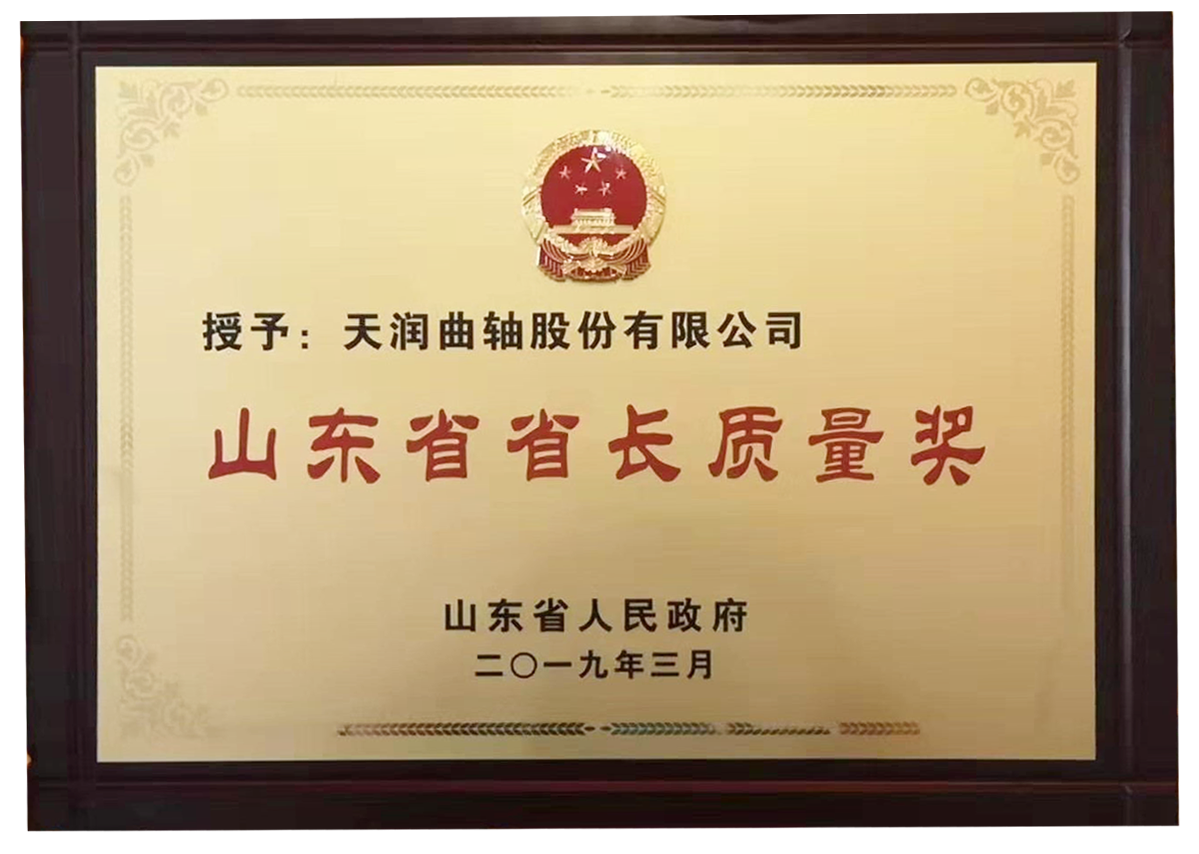 授予：天润曲轴股份有限公司
山东省省长质量奖
山东省人民政府
二〇一九年三月